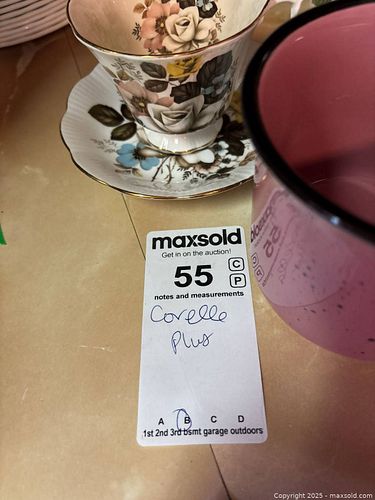 maxsold
Get in on the auction!
55 C
P
notes and measurements
Corelle
Plus
A B C D
1st 2nd 3rd bsmt garage outdoors
Copyright 2025 - maxsold.com